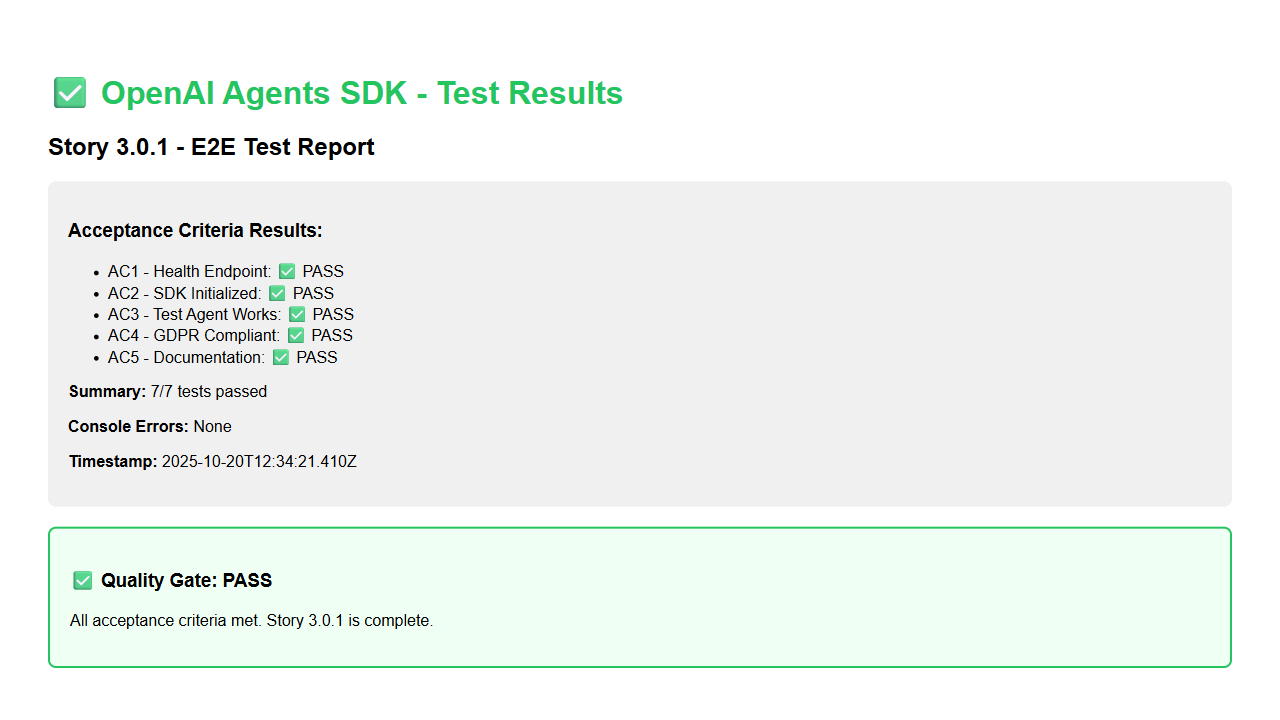 ✅ OpenAI Agents SDK - Test Results
Story 3.0.1 - E2E Test Report
Acceptance Criteria Results:
• AC1 - Health Endpoint: ✅ PASS
• AC2 - SDK Initialized: ✅ PASS
• AC3 - Test Agent Works: ✅ PASS
• AC4 - GDPR Compliant: ✅ PASS
• AC5 - Documentation: ✅ PASS
Summary: 7/7 tests passed
Console Errors: None
Timestamp: 2025-10-20T12:34:21.410Z
✅ Quality Gate: PASS
All acceptance criteria met. Story 3.0.1 is complete.